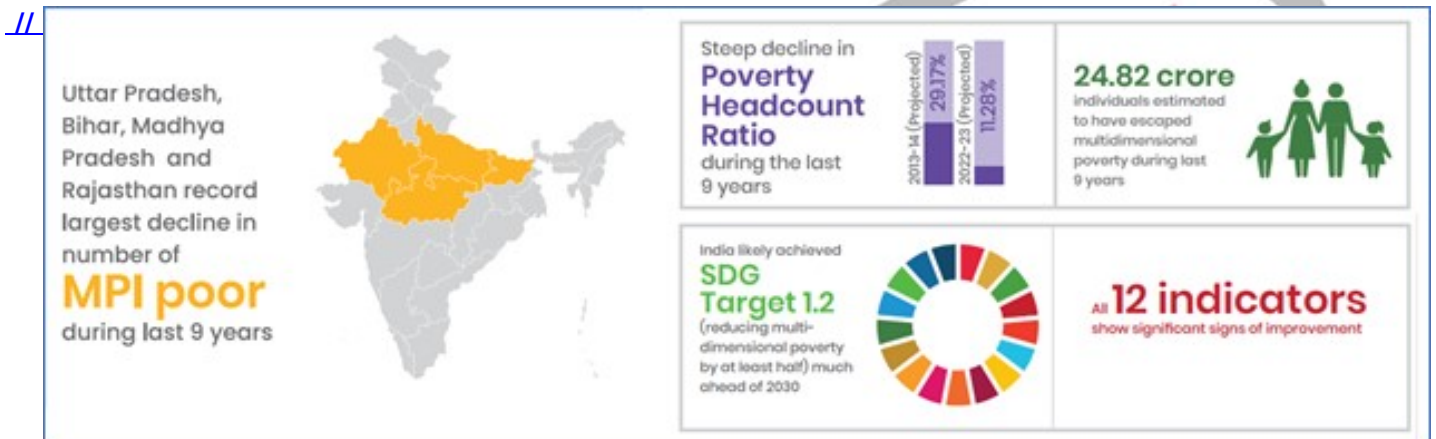 //
Uttar Pradesh,
Bihar, Madhya
Pradesh and
Rajasthan record
largest decline in
number of
MPI poor
during last 9 years
Steep decline in
Poverty
Headcount
Ratio
during the last
9 years
2013-14 (Projected)
29.17%
2022-23 (Projected)
11.28%
24.82 crore
individuals estimated
to have escaped
multidimensional
poverty during last
9 years
India likely achieved
SDG
Target 1.2
(reducing multi-
dimensional poverty
by at least half) much
ahead of 2030
All 12 indicators
show significant signs of improvement